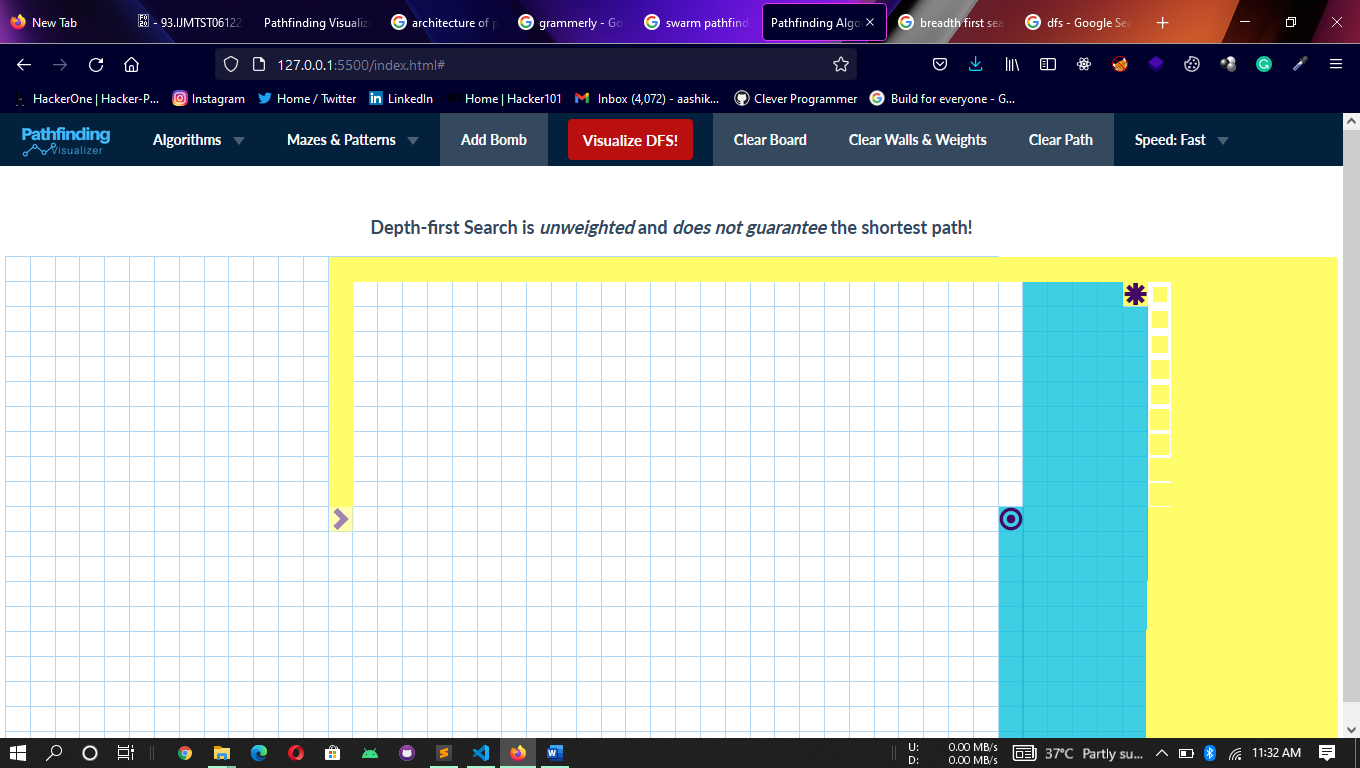 New Tab
- 93.IJMTST06122
Pathfinding Visualiz
architecture of p
grammerly - Go
swarm pathfind
Pathfinding Algo
breadth first sea
dfs - Google Sea
127.0.0.1:5500/index.html#
HackerOne | Hacker-P...
Instagram
Home / Twitter
LinkedIn
Home | Hacker101
Inbox (4,072) - aashik...
Clever Programmer
Build for everyone - G...
Pathfinding
Visualizer
Algorithms
Mazes & Patterns
Add Bomb
Visualize DFS!
Clear Board
Clear Walls & Weights
Clear Path
Speed: Fast
Depth-first Search is unweighted and does not guarantee the shortest path!
U: 0.00 MB/s
D: 0.00 MB/s
37°C Partly su...
11:32 AM